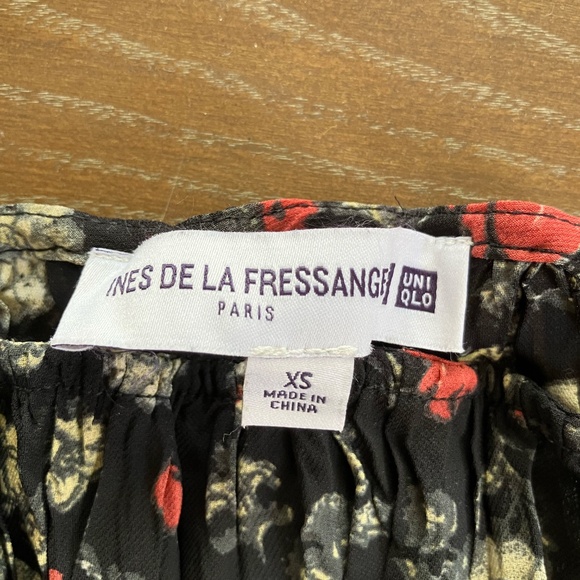 INES DE LA FRESSANGE
PARIS
UNI
QLO
XS
MADE IN
CHINA